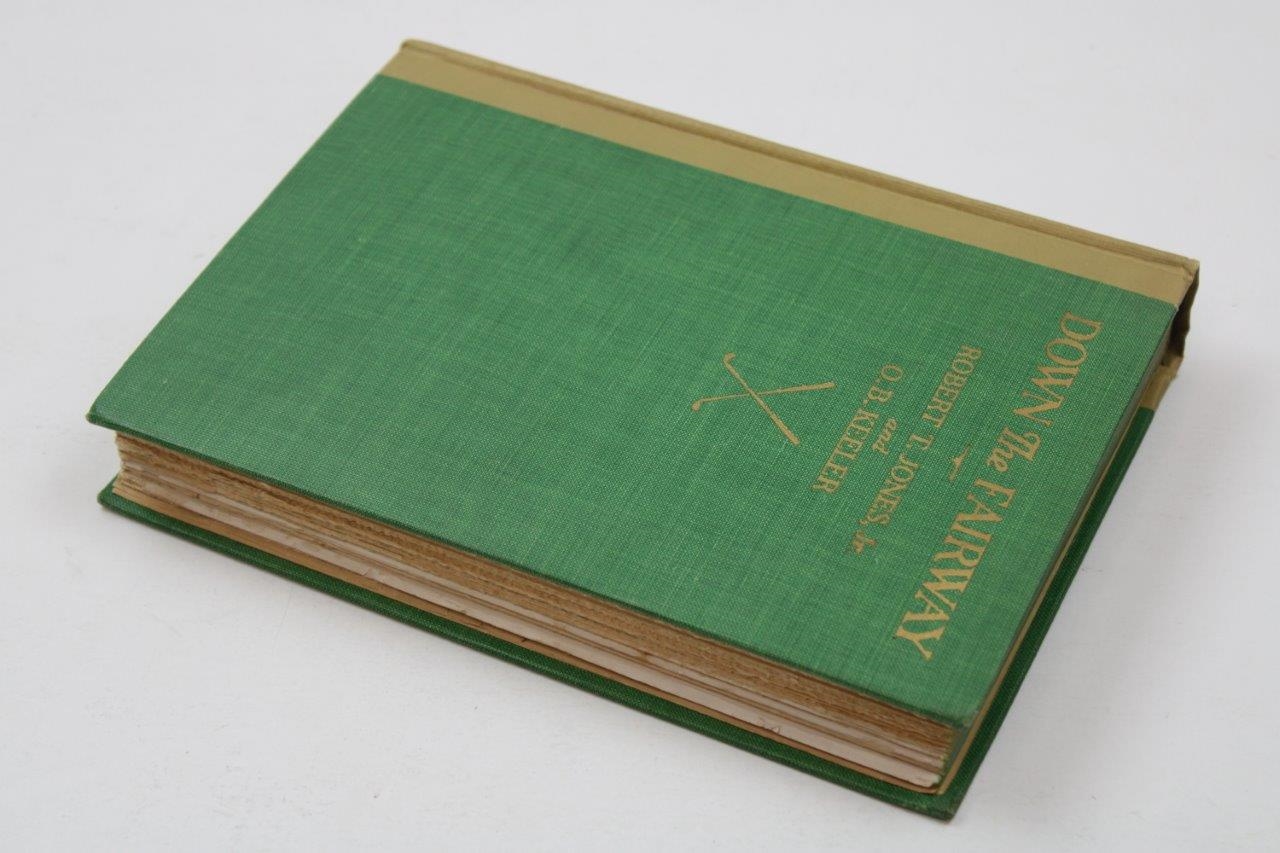 DOWN The FAIRWAY
ROBERT T. JONES, Jr.
and
O.B. KEELER